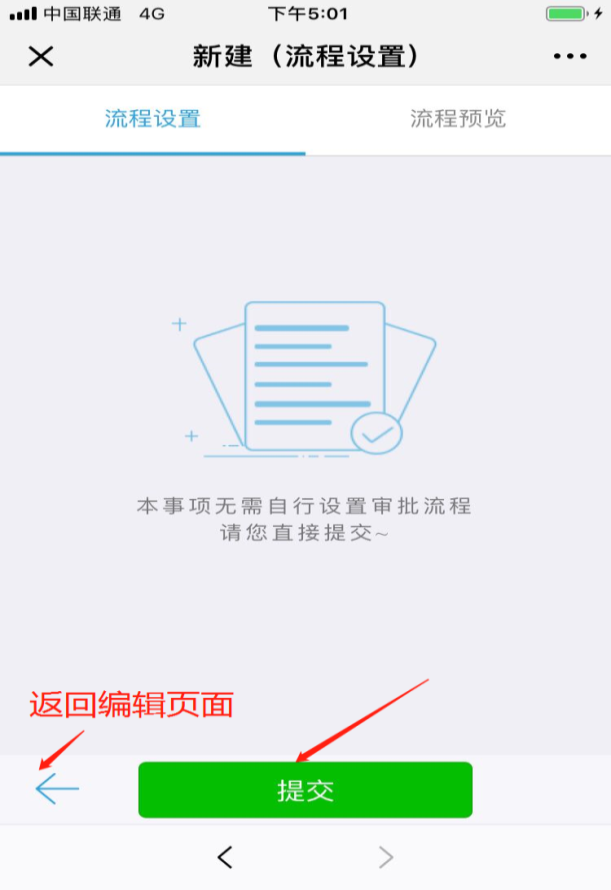 中国联通 4G 下午5:01
新建（流程设置）
流程设置 流程预览
本事项无需自行设置审批流程
请您直接提交~
返回编辑页面
提交